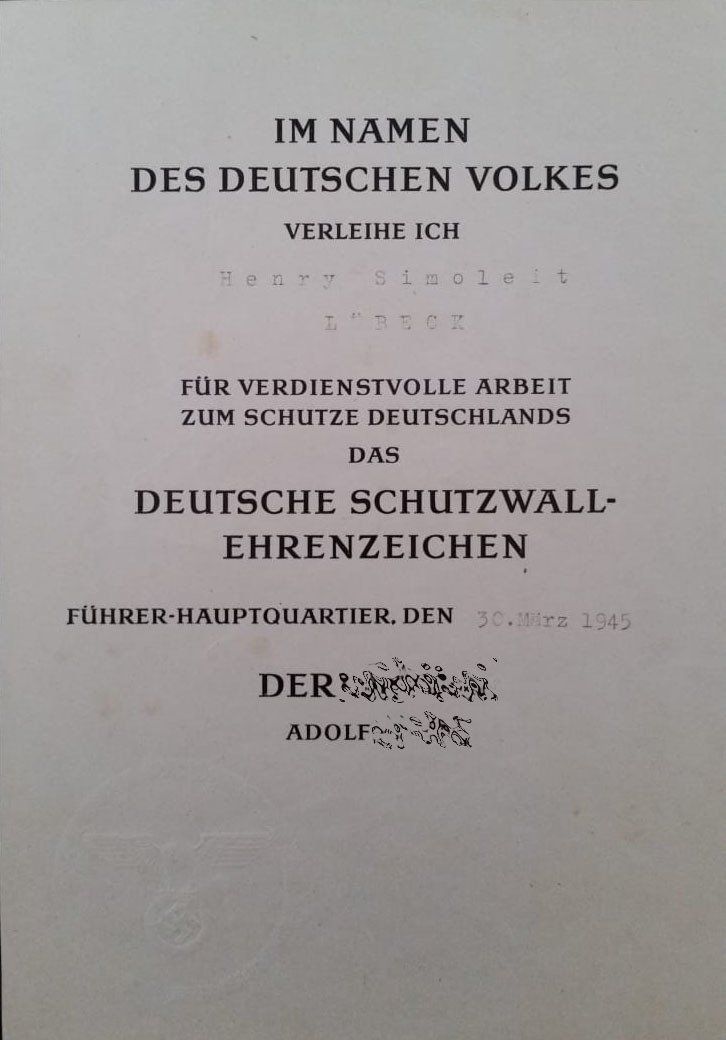 IM NAMEN
DES DEUTSCHEN VOLKES
VERLEIHE ICH
Henry Simoleit
LÜBECK
FÜR VERDIENSTVOLLE ARBEIT
ZUM SCHUTZE DEUTSCHLANDS
DAS
DEUTSCHE SCHUTZWALL-
EHRENZEICHEN
FÜHRER-HAUPTQUARTIER, DEN 30.März 1945
DER
ADOLF